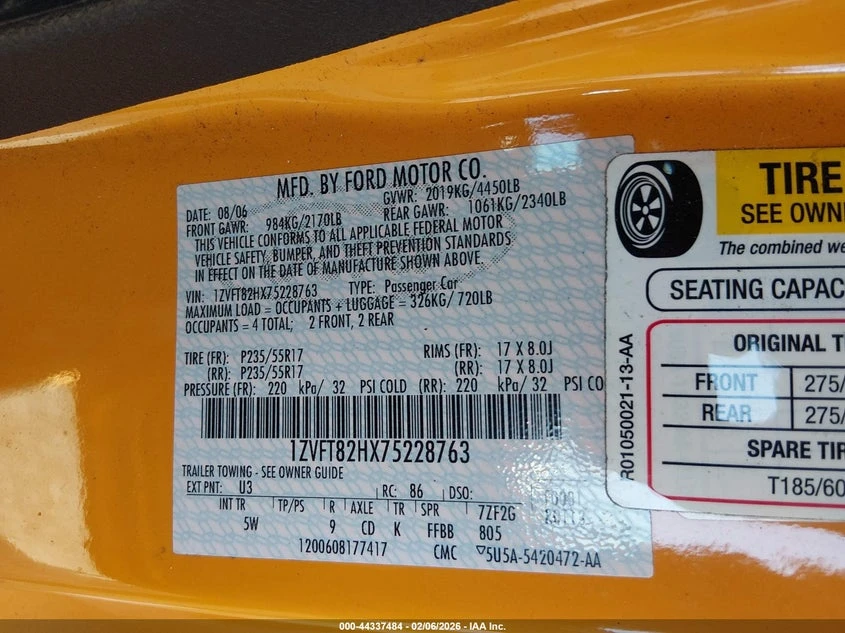 MFD. BY FORD MOTOR CO.
DATE: 08/06 GVWR: 2019KG/4450LB
FRONT GAWR: 984KG/2170LB REAR GAWR: 1061KG/2340LB
THIS VEHICLE CONFORMS TO ALL APPLICABLE FEDERAL MOTOR
VEHICLE SAFETY, BUMPER, AND THEFT PREVENTION STANDARDS
IN EFFECT ON THE DATE OF MANUFACTURE SHOWN ABOVE.
VIN: 1ZVFT82HX75228763 TYPE: Passenger Car
MAXIMUM LOAD = OCCUPANTS + LUGGAGE = 326KG/ 720LB
OCCUPANTS = 4 TOTAL; 2 FRONT, 2 REAR
TIRE (FR): P235/55R17 RIMS (FR): 17 X 8.0J
(RR): P235/55R17 (RR): 17 X 8.0J
PRESSURE (FR): 220 kPa/ 32 PSI COLD (RR): 220 kPa/ 32 PSI CO
1ZVFT82HX75228763
TRAILER TOWING - SEE OWNER GUIDE
EXT PNT: U3 RC: 86 DSO:
INT TR TP/PS R AXLE TR SPR 7ZF2G
5W 9 CD K FFBB 805
1200608177417 CMC 5U5A-5420472-AA
TIRE
SEE OWN
The combined we
SEATING CAPAC
ORIGINAL T
FRONT 275/
REAR 275/
SPARE TIR
T185/60
R01050021-13-AA
000-44337484 - 02/06/2026 - IAA Inc.